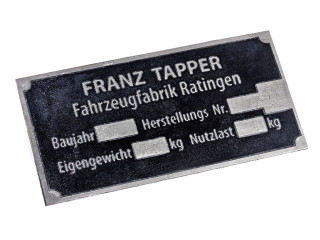 FRANZ TAPPER
Fahrzeugfabrik Ratingen
Baujahr Herstellungs Nr.
Eigengewicht kg Nutzlast kg